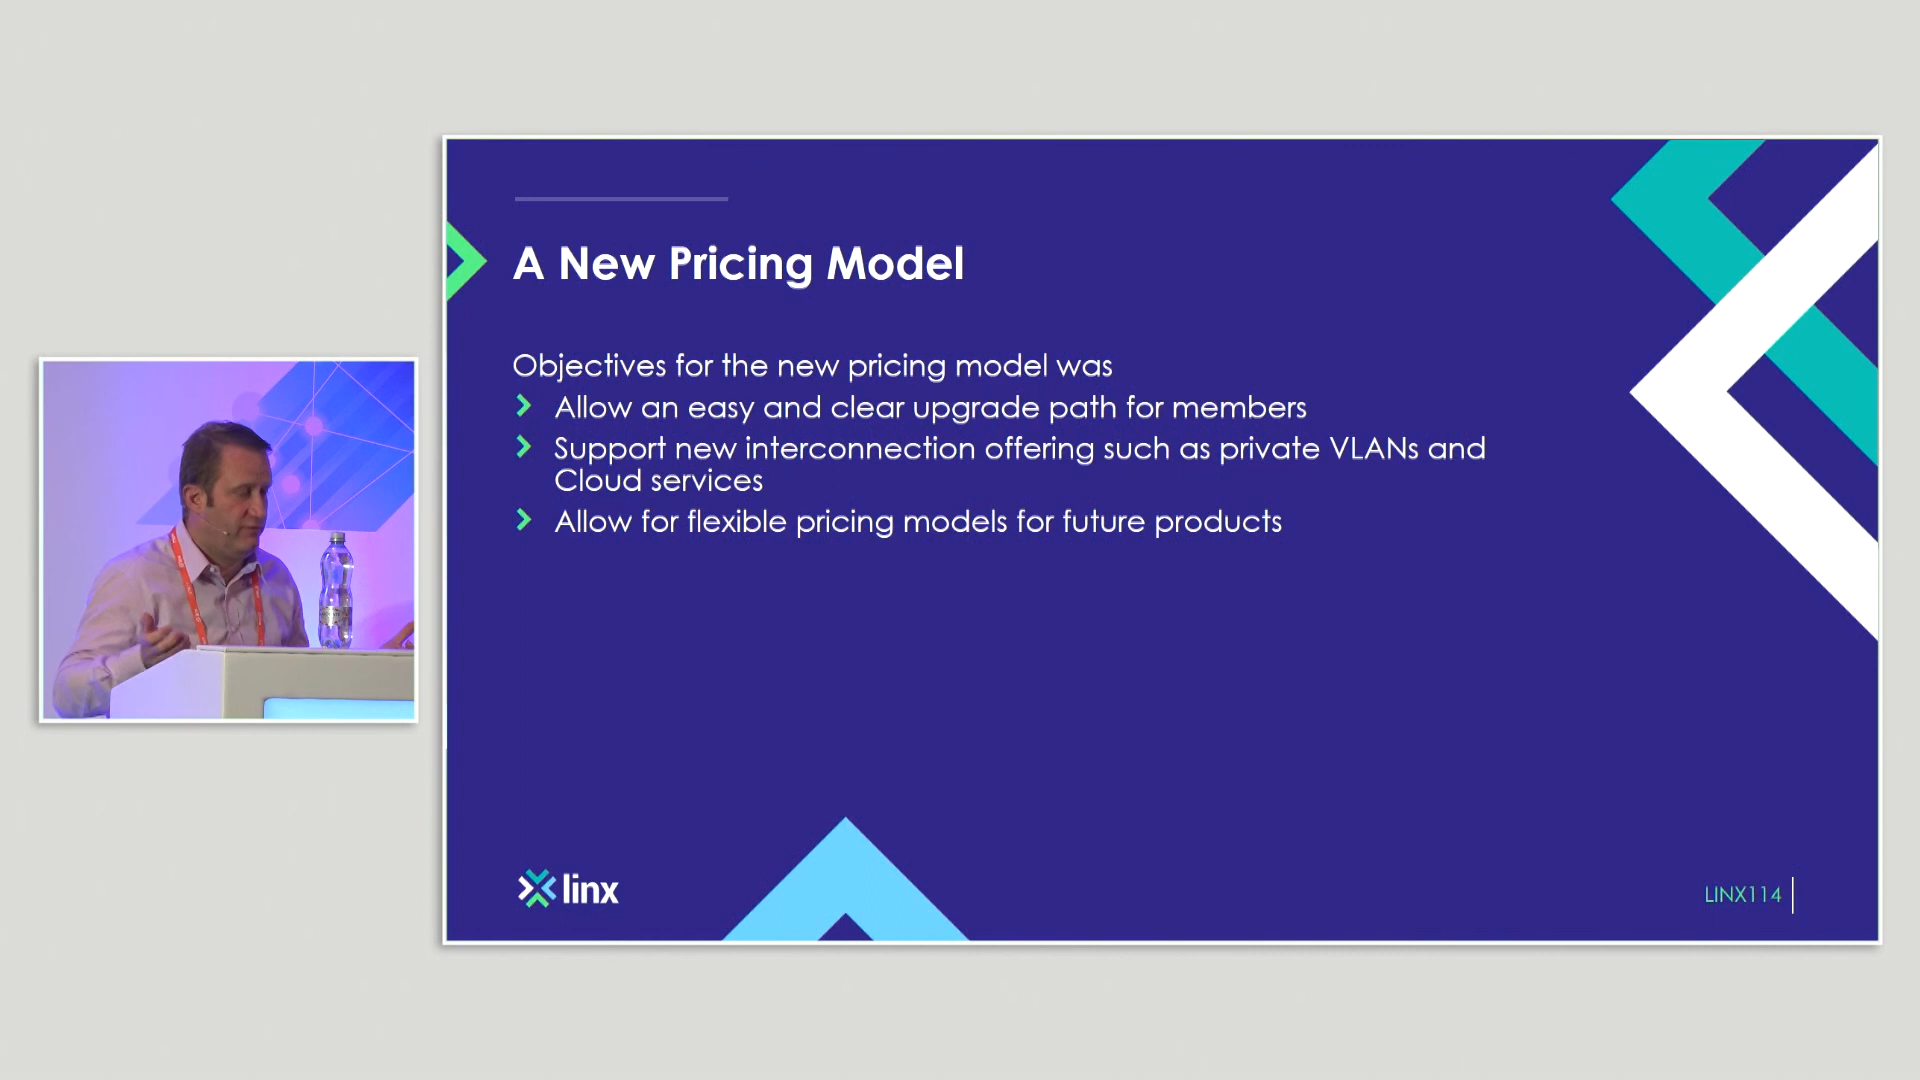 A New Pricing Model
Objectives for the new pricing model was
Allow an easy and clear upgrade path for members
Support new interconnection offering such as private VLANs and
Cloud services
Allow for flexible pricing models for future products
linx
LINX114